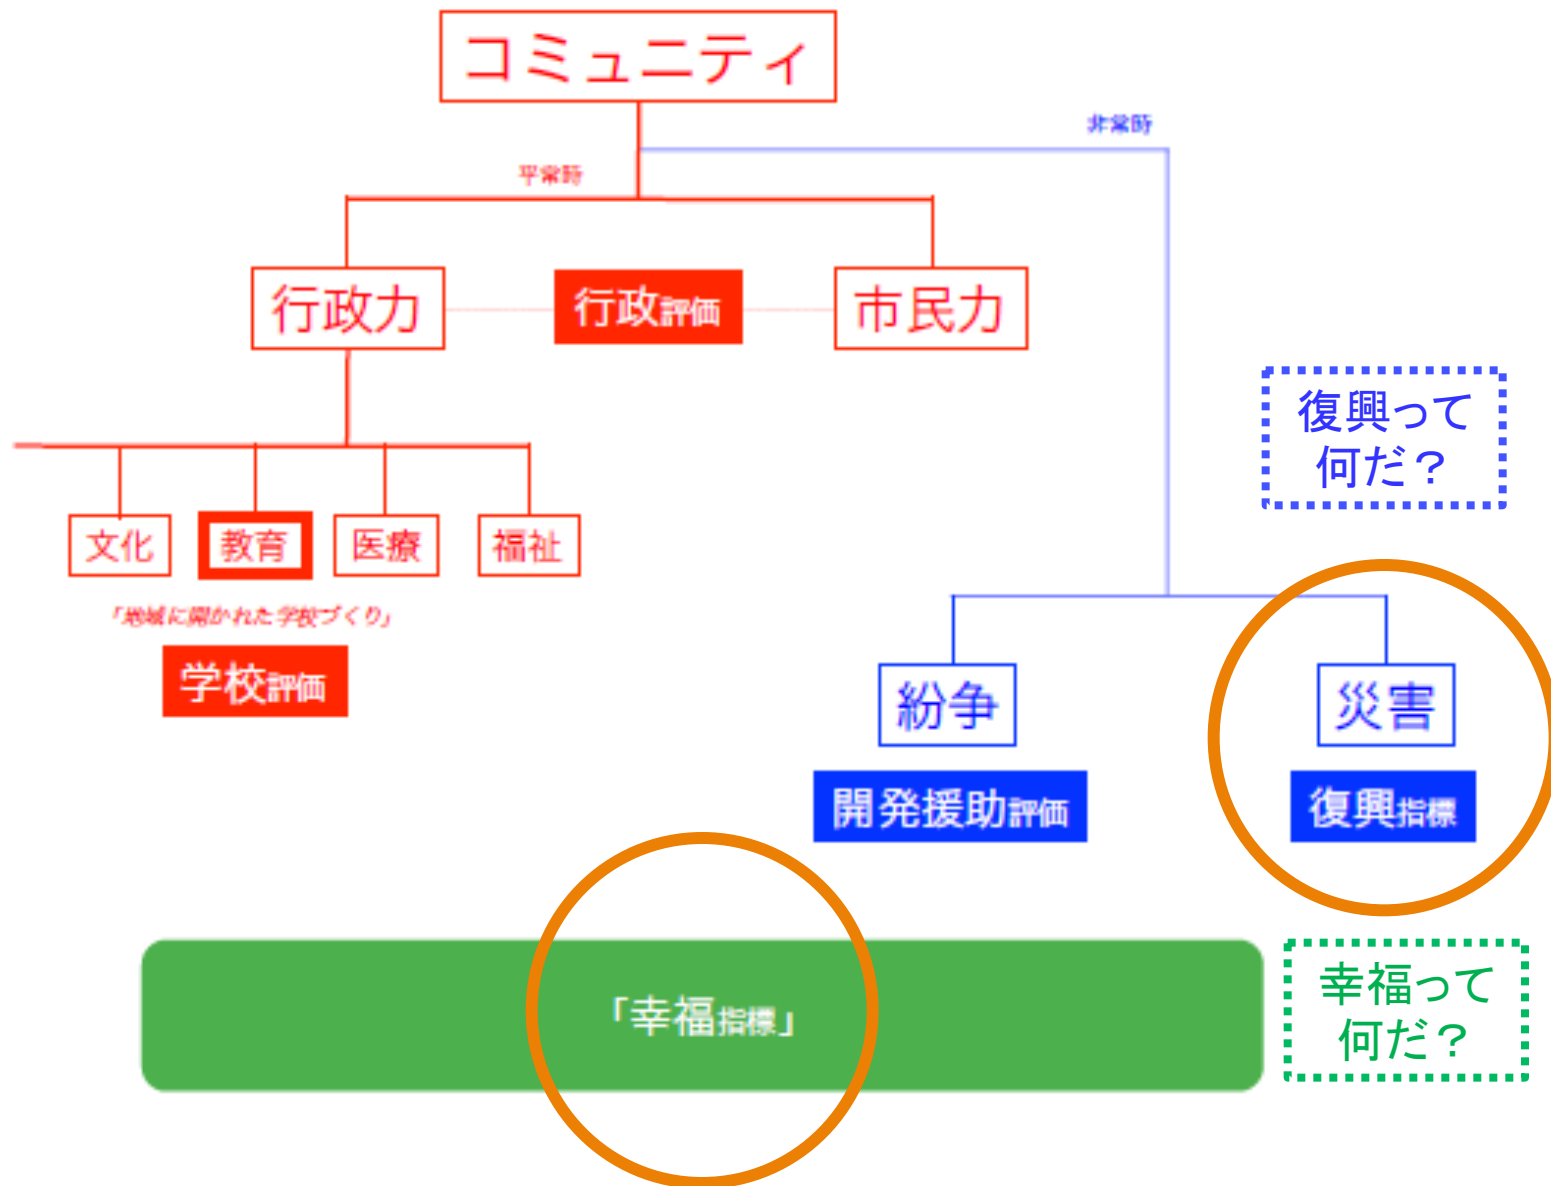 コミュニティ
非常時
平常時
行政力
行政評価
市民力
復興って
何だ？
文化
教育
医療
福祉
「地域に開かれた学校づくり」
学校評価
紛争
災害
開発援助評価
復興指標
「幸福指標」
幸福って
何だ？